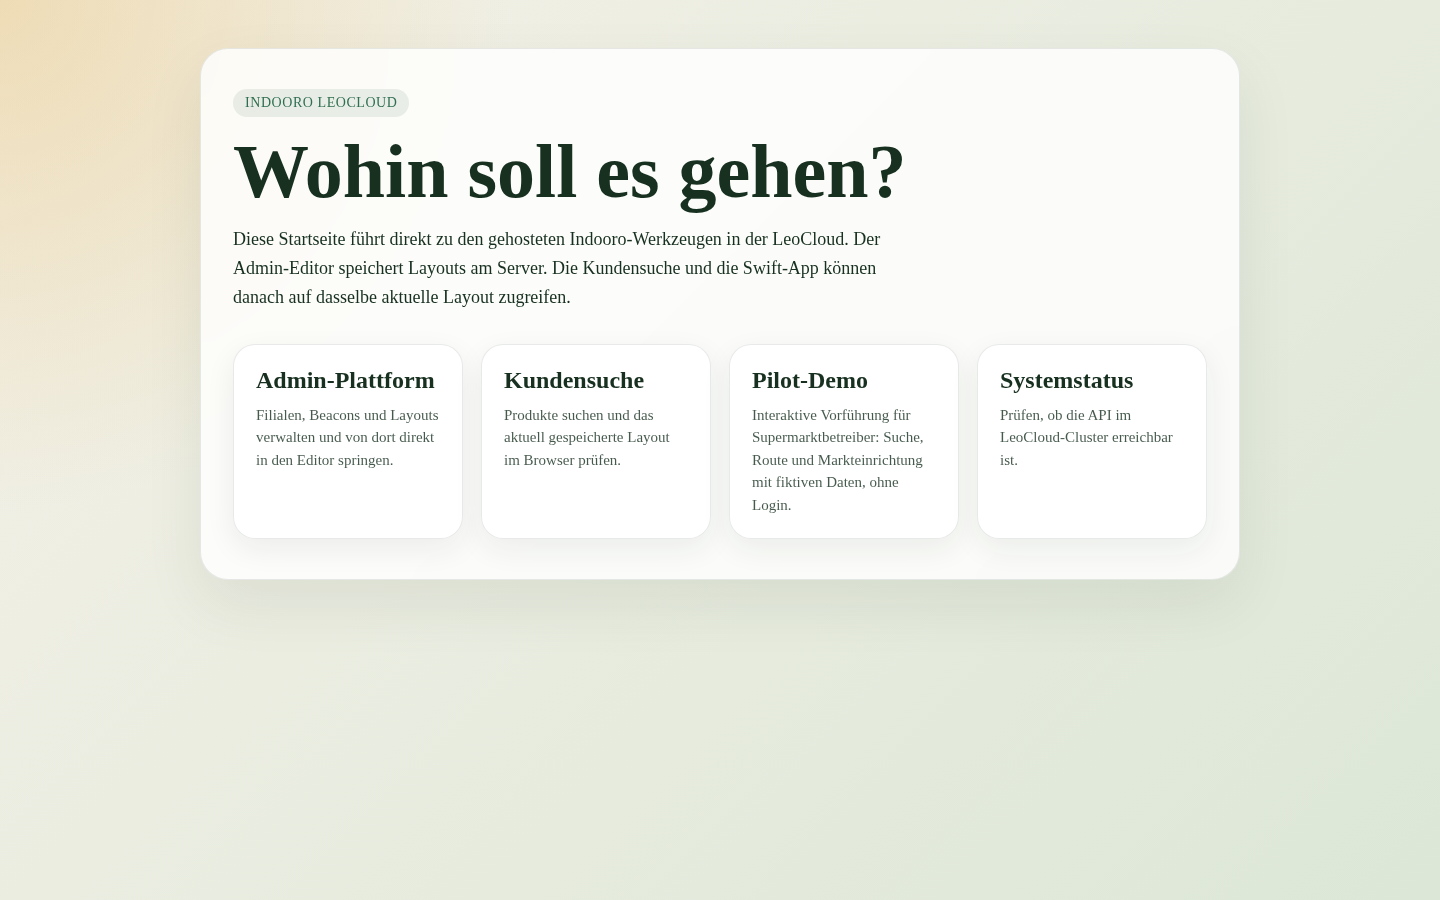 INDOORO LEOCLOUD
Wohin soll es gehen?
Diese Startseite führt direkt zu den gehosteten Indooro-Werkzeugen in der LeoCloud. Der
Admin-Editor speichert Layouts am Server. Die Kundensuche und die Swift-App können
danach auf dasselbe aktuelle Layout zugreifen.
Admin-Plattform
Filialen, Beacons und Layouts
verwalten und von dort direkt
in den Editor springen.
Kundensuche
Produkte suchen und das
aktuell gespeicherte Layout
im Browser prüfen.
Pilot-Demo
Interaktive Vorführung für
Supermarktbetreiber: Suche,
Route und Markteinrichtung
mit fiktiven Daten, ohne
Login.
Systemstatus
Prüfen, ob die API im
LeoCloud-Cluster erreichbar
ist.